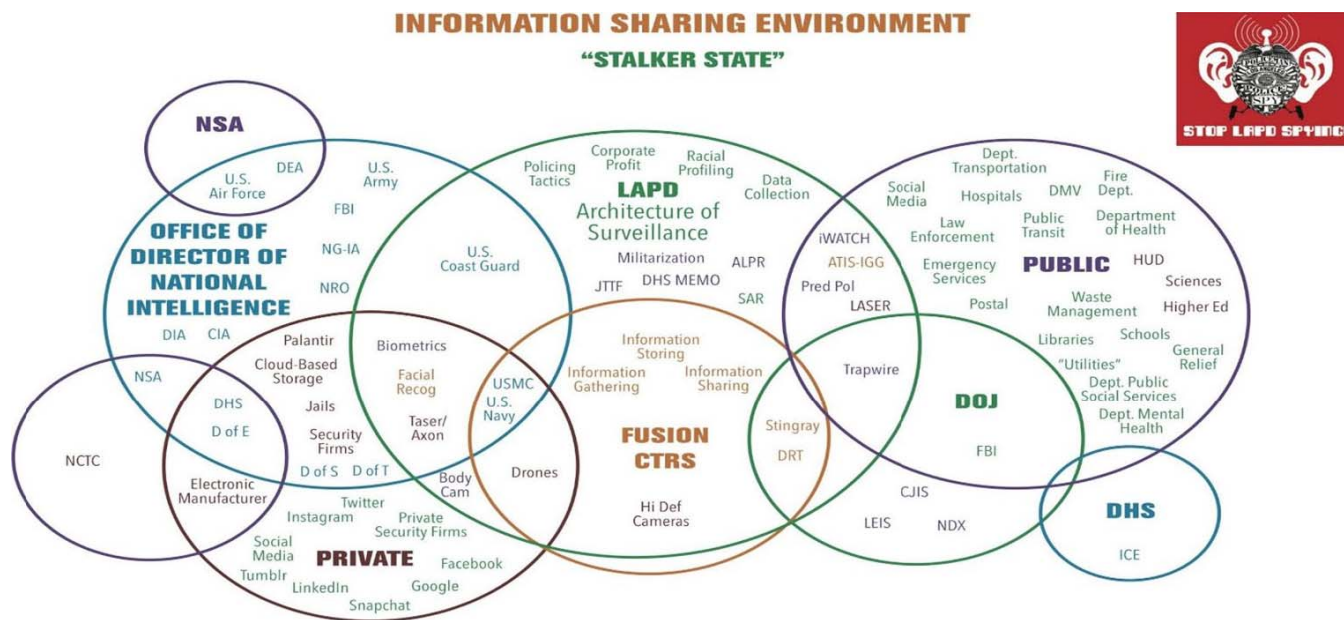 INFORMATION SHARING ENVIRONMENT
“STALKER STATE”
STOP LAPD SPYING
NSA
DEA
U.S.
Air Force
U.S.
Army
FBI
OFFICE OF
DIRECTOR OF
NATIONAL
INTELLIGENCE
NG-IA
NRO
DIA
CIA
NSA
DHS
D of E
NCTC
Electronic
Manufacturer
Palantir
Cloud-Based
Storage
Jails
Security
Firms
D of S
D of T
U.S.
Coast Guard
Biometrics
Facial
Recog
Taser/
Axon
USMC
U.S.
Navy
Body
Cam
Drones
Twitter
Instagram
Private
Security Firms
Social
Media
PRIVATE
Tumblr
LinkedIn
Snapchat
Google
Facebook
Policing
Tactics
Corporate
Profit
Racial
Profiling
Data
Collection
LAPD
Architecture of
Surveillance
Militarization
JTTF
DHS MEMO
ALPR
SAR
Information
Storing
Information
Gathering
Information
Sharing
FUSION
CTRS
Hi Def
Cameras
Stingray
DRT
iWATCH
ATIS-IGG
Pred Pol
LASER
Trapwire
DOJ
FBI
CJIS
LEIS
NDX
Dept.
Transportation
Social
Media
Hospitals
DMV
Fire
Dept.
Law
Enforcement
Public
Transit
Department
of Health
Emergency
Services
PUBLIC
HUD
Sciences
Postal
Waste
Management
Higher Ed
Libraries
Schools
“Utilities”
General
Relief
Dept. Public
Social Services
Dept. Mental
Health
DHS
ICE